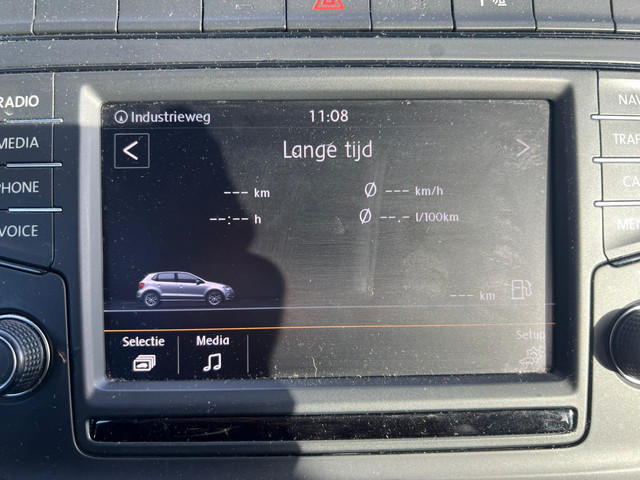 RADIO
MEDIA
PHONE
VOICE
Industrieweg 11:08
Lange tijd
--- km Ø --- km/h
--:-- h Ø --.- l/100km
--- km
Selectie Media Setup
NAV
TRAF
CA
ME